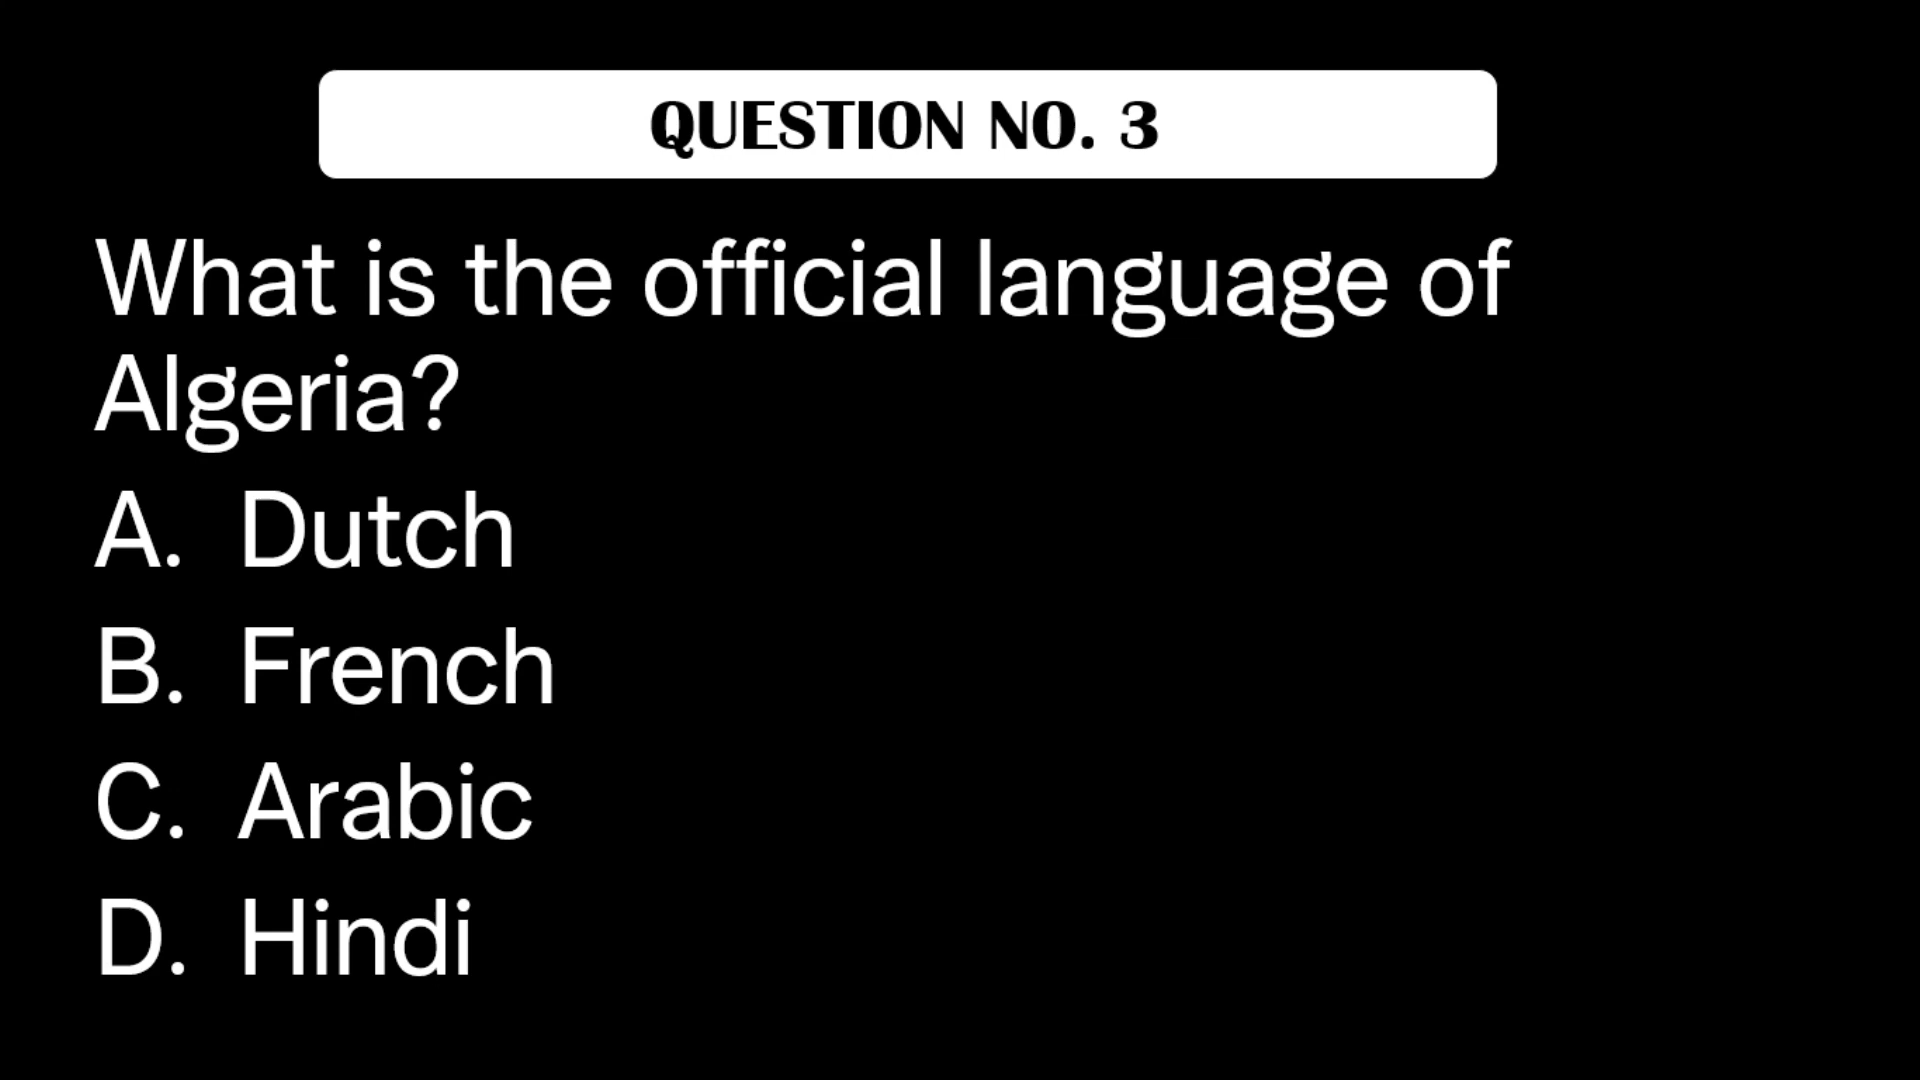 QUESTION NO. 3
What is the official language of
Algeria?
A. Dutch
B. French
C. Arabic
D. Hindi